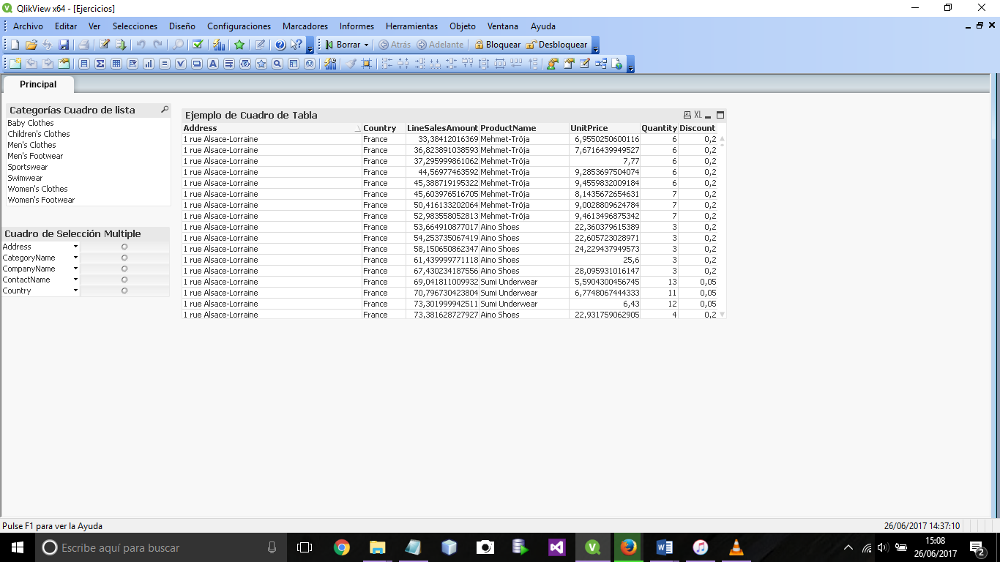 QlikView x64 - [Ejercicios]
Archivo Editar Ver Selecciones Diseño Configuraciones Marcadores Informes Herramientas Objeto Ventana Ayuda
Borrar Atrás Adelante Bloquear Desbloquear
Principal
Categorías Cuadro de lista
Baby Clothes
Children's Clothes
Men's Clothes
Men's Footwear
Sportswear
Swimwear
Women's Clothes
Women's Footwear
Cuadro de Selección Multiple
Address
CategoryName
CompanyName
ContactName
Country
Ejemplo de Cuadro de Tabla XL
Address Country LineSalesAmount ProductName UnitPrice Quantity Discount
1 rue Alsace-Lorraine France 33,38412016369 Mehmet-Tröja 6,9550250600116 6 0,2
1 rue Alsace-Lorraine France 36,823891038593 Mehmet-Tröja 7,6716439949527 6 0,2
1 rue Alsace-Lorraine France 37,295999861062 Mehmet-Tröja 7,77 6 0,2
1 rue Alsace-Lorraine France 44,56977463592 Mehmet-Tröja 9,2853697504074 6 0,2
1 rue Alsace-Lorraine France 45,388719195322 Mehmet-Tröja 9,4559832009184 6 0,2
1 rue Alsace-Lorraine France 45,603976516705 Mehmet-Tröja 8,1435672654631 7 0,2
1 rue Alsace-Lorraine France 50,416133202064 Mehmet-Tröja 9,0028809624784 7 0,2
1 rue Alsace-Lorraine France 52,983558052813 Mehmet-Tröja 9,4613496875342 7 0,2
1 rue Alsace-Lorraine France 53,664910877017 Aino Shoes 22,360379615389 3 0,2
1 rue Alsace-Lorraine France 54,253735067419 Aino Shoes 22,605723028971 3 0,2
1 rue Alsace-Lorraine France 58,150650862347 Aino Shoes 24,229437949573 3 0,2
1 rue Alsace-Lorraine France 61,439999771118 Aino Shoes 25,6 3 0,2
1 rue Alsace-Lorraine France 67,430234187556 Aino Shoes 28,095931016147 3 0,2
1 rue Alsace-Lorraine France 69,041811009932 Sumi Underwear 5,5904300456745 13 0,05
1 rue Alsace-Lorraine France 70,796730423804 Sumi Underwear 6,7748067444333 11 0,05
1 rue Alsace-Lorraine France 73,301999942511 Sumi Underwear 6,43 12 0,05
1 rue Alsace-Lorraine France 73,381628727927 Aino Shoes 22,931759062905 4 0,2
Pulse F1 para ver la Ayuda
26/06/2017 14:37:10
Escribe aquí para buscar
15:08
26/06/2017
2